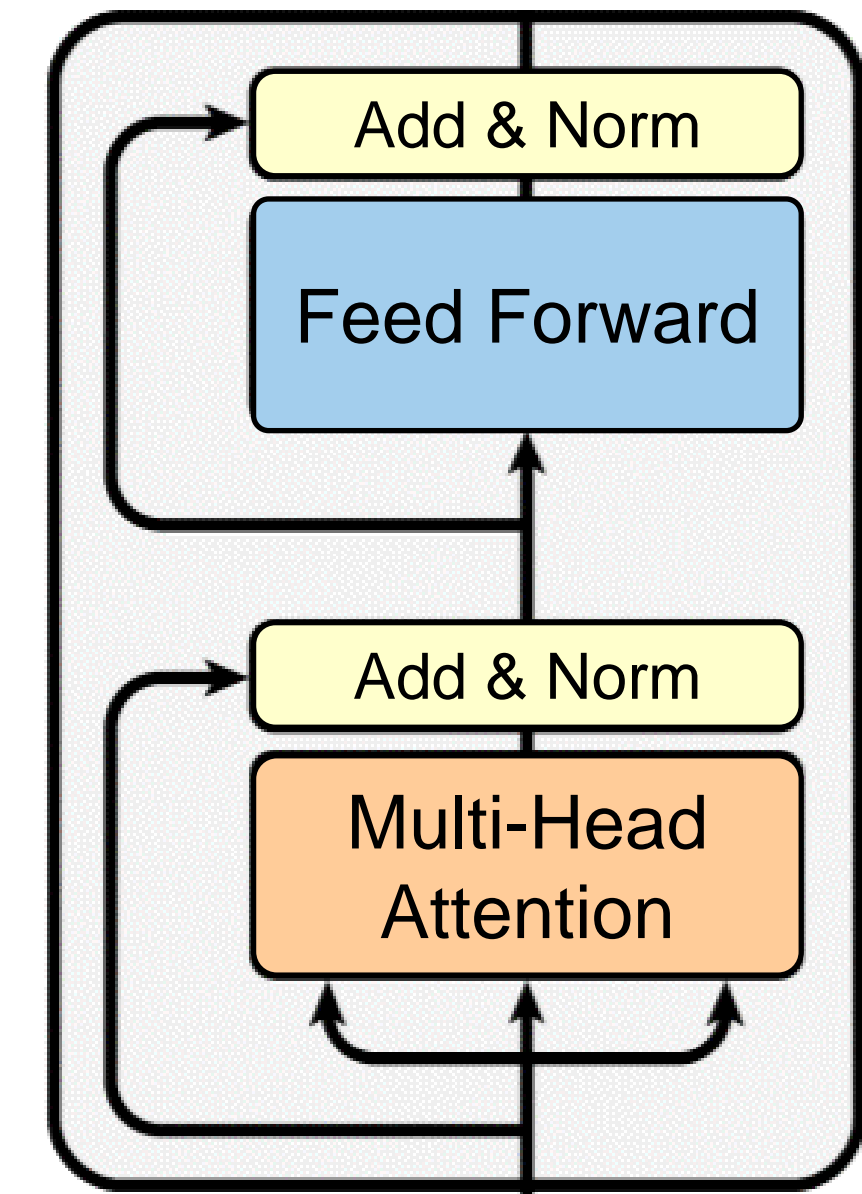 Add & Norm
Feed Forward
Add & Norm
Multi-Head
Attention